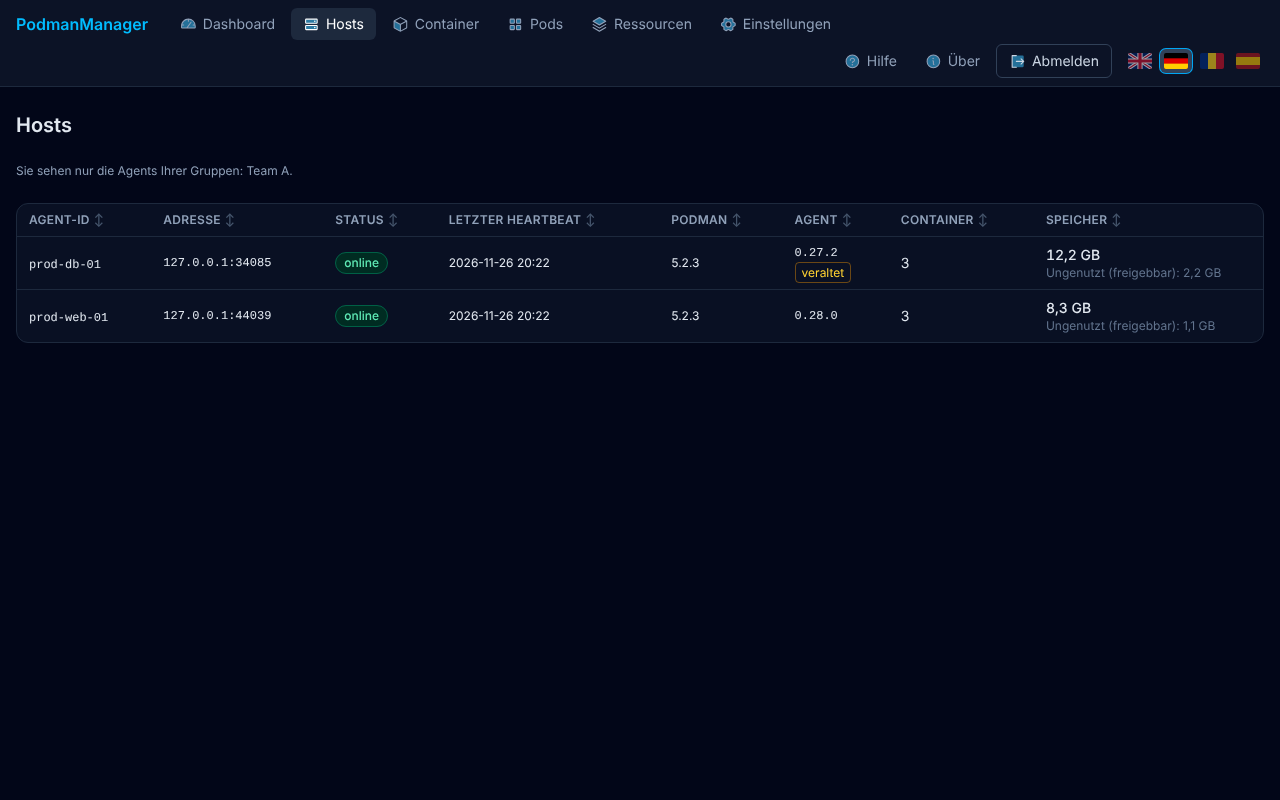 PodmanManager Dashboard Hosts Container Pods Ressourcen Einstellungen
Hilfe Über Abmelden
Hosts
Sie sehen nur die Agents Ihrer Gruppen: Team A.
AGENT-ID ADRESSE STATUS LETZTER HEARTBEAT PODMAN AGENT CONTAINER SPEICHER
prod-db-01 127.0.0.1:34085 online 2026-11-26 20:22 5.2.3 0.27.2 veraltet 3 12,2 GB
Ungenutzt (freigebbar): 2,2 GB
prod-web-01 127.0.0.1:44039 online 2026-11-26 20:22 5.2.3 0.28.0 3 8,3 GB
Ungenutzt (freigebbar): 1,1 GB